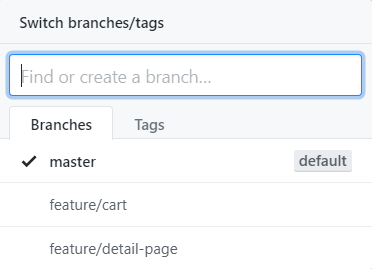 Switch branches/tags
Find or create a branch...
Branches Tags
master default
feature/cart
feature/detail-page